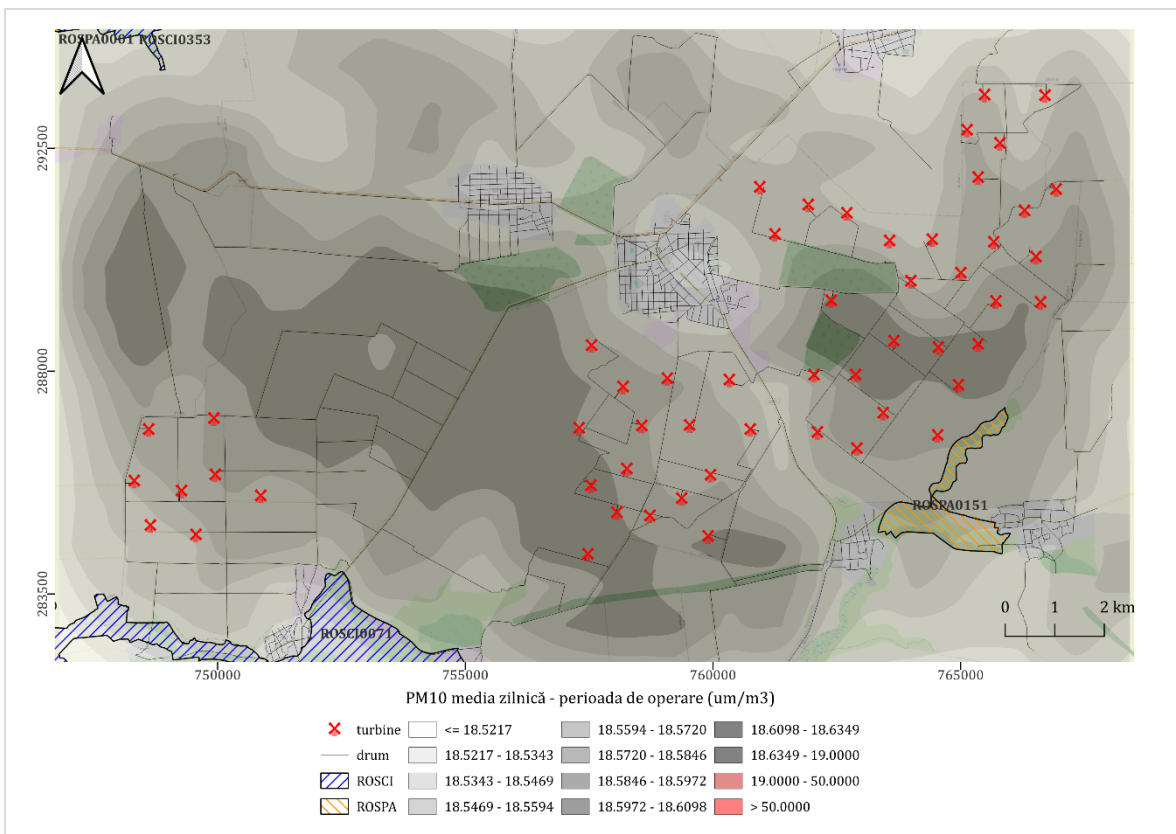 ROSPA0001 ROSCI0353
292500
288000
283500
ROSPA0151
ROSCI0071
0 1 2 km
750000 755000 760000 765000
PM10 media zilnică - perioada de operare (um/m3)
turbine <= 18.5217 18.5594 - 18.5720 18.6098 - 18.6349
drum 18.5217 - 18.5343 18.5720 - 18.5846 18.6349 - 19.0000
ROSCI 18.5343 - 18.5469 18.5846 - 18.5972 19.0000 - 50.0000
ROSPA 18.5469 - 18.5594 18.5972 - 18.6098 > 50.0000